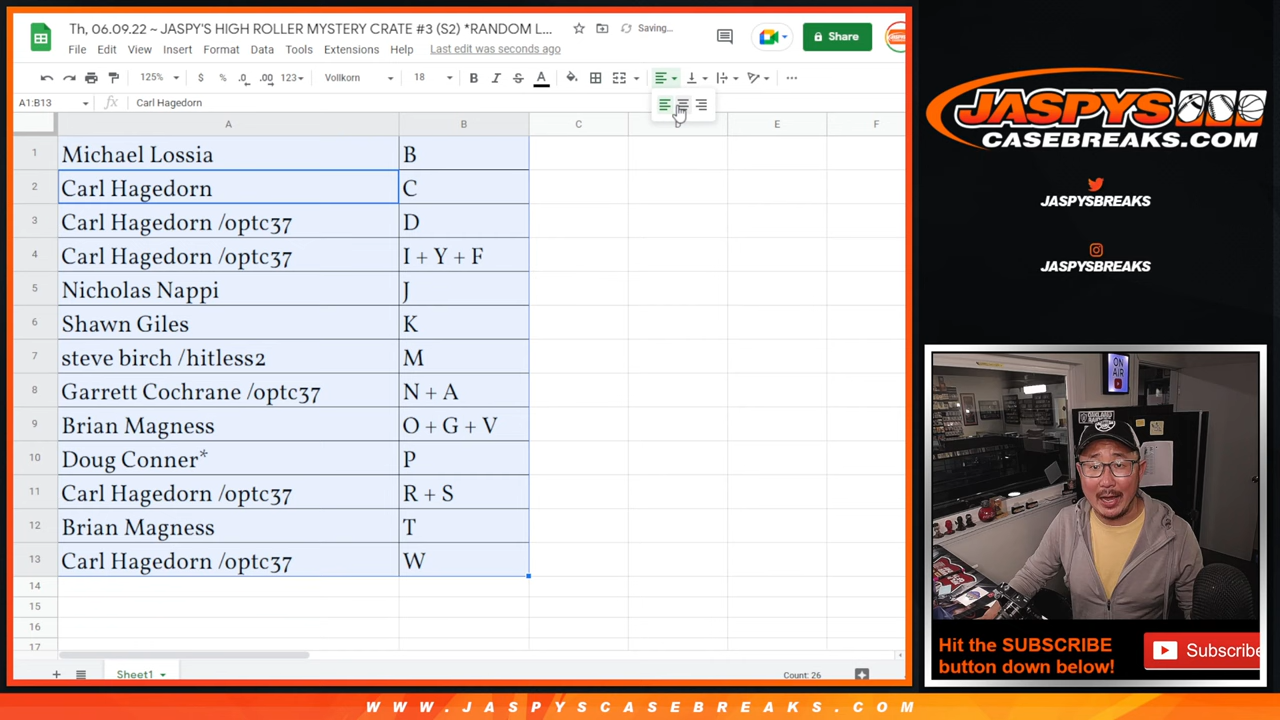 Th, 06.09.22 ~ JASPY'S HIGH ROLLER MYSTERY CRATE #3 (S2) *RANDOM L...
Saving...
Share
File Edit View Insert Format Data Tools Extensions Help Last edit was seconds ago
125% $ % .0 .00 123 Vollkorn 18 B I S A
A1:B13 fx Carl Hagedorn
A B C D E F
1 Michael Lossia B
2 Carl Hagedorn C
3 Carl Hagedorn /optc37 D
4 Carl Hagedorn /optc37 I + Y + F
5 Nicholas Nappi J
6 Shawn Giles K
7 steve birch /hitless2 M
8 Garrett Cochrane /optc37 N + A
9 Brian Magness O + G + V
10 Doug Conner* P
11 Carl Hagedorn /optc37 R + S
12 Brian Magness T
13 Carl Hagedorn /optc37 W
14
15
16
17
Sheet1
Count: 26
JASPYS
CASEBREAKS.COM
JASPYSBREAKS
JASPYSBREAKS
ON
AIR
Hit the SUBSCRIBE
button down below!
Subscribe
WWW.JASPYSCASEBREAKS.COM